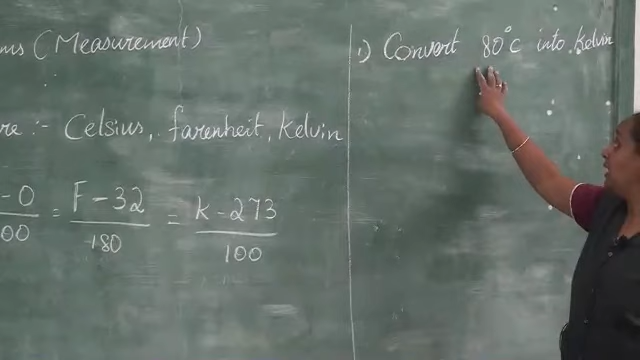 ms (Measurement)
re :- Celsius, farenheit, Kelvin
-0/00 = F-32/180 = K-273/100
1) Convert 80°C into Kelvin